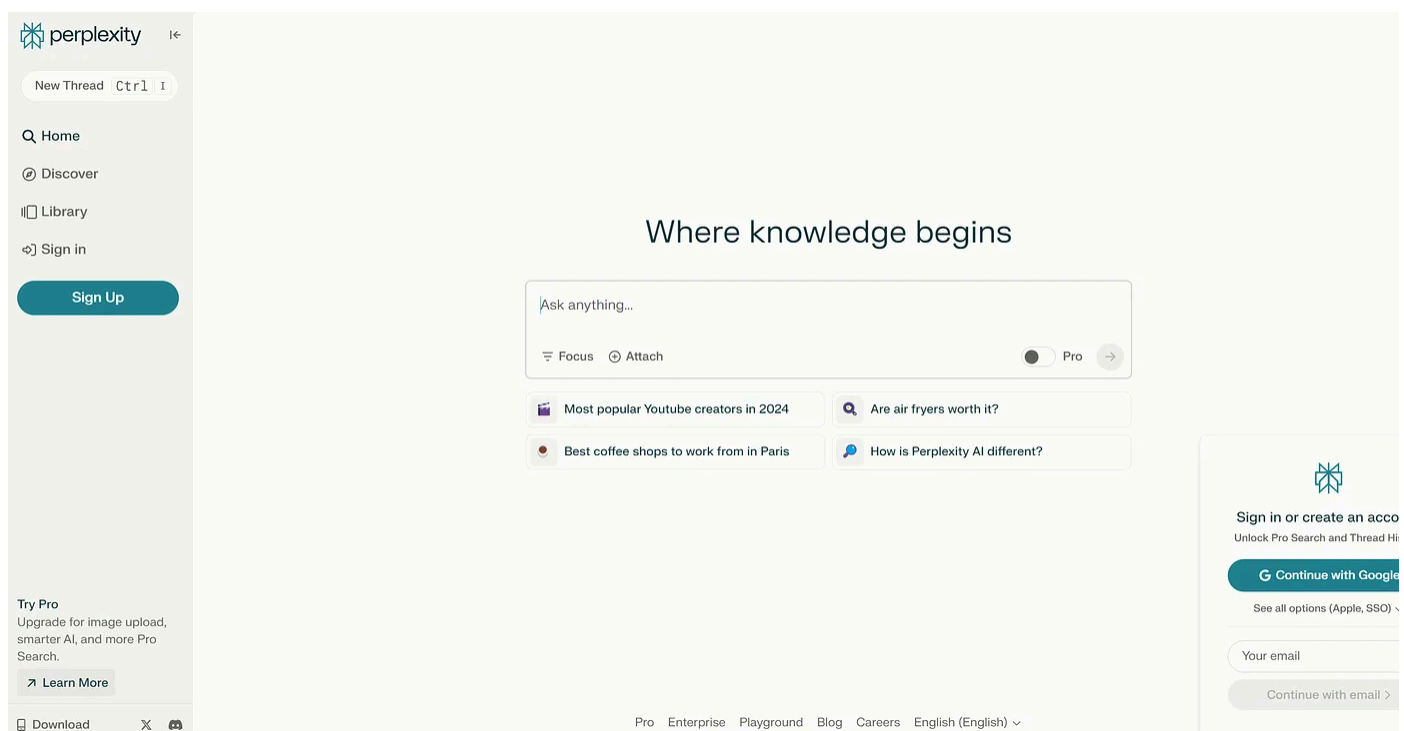 perplexity
New Thread Ctrl I
Home
Discover
Library
Sign in
Sign Up
Try Pro
Upgrade for image upload,
smarter AI, and more Pro
Search.
Learn More
Download
Where knowledge begins
Ask anything...
Focus Attach Pro
Most popular Youtube creators in 2024
Are air fryers worth it?
Best coffee shops to work from in Paris
How is Perplexity AI different?
Sign in or create an acco
Unlock Pro Search and Thread His
Continue with Google
See all options (Apple, SSO)
Your email
Continue with email
Pro Enterprise Playground Blog Careers English (English)